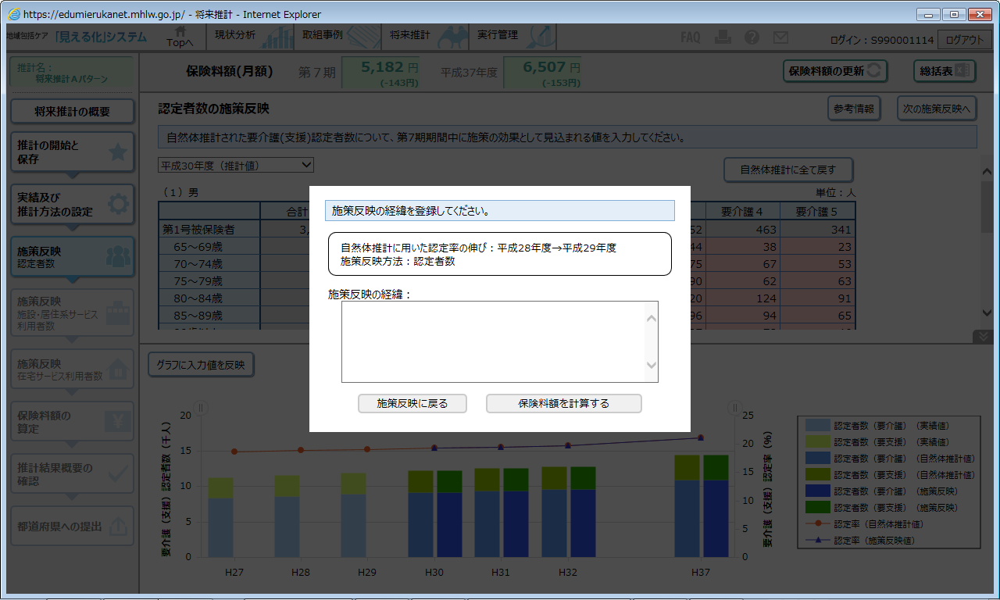 https://edumierukanet.mhlw.go.jp/ - 将来推計 - Internet Explorer
地域包括ケア「見える化」システム
Topへ
現状分析
取組事例
将来推計
実行管理
FAQ
ログイン：S990001114
ログアウト
推計名：
将来推計Aパターン
保険料額(月額)
第７期
5,182 円
(-143円)
平成37年度
6,507 円
(-153円)
保険料額の更新
総括表
将来推計の概要
推計の開始と
保存
実績及び
推計方法の設定
施策反映
認定者数
施策反映
施設・居住系サービス
利用者数
施策反映
在宅サービス利用者数
保険料額の
算定
推計結果概要の
確認
都道府県への提出
認定者数の施策反映
参考情報
次の施策反映へ
自然体推計された要介護(支援)認定者数について、第7期期間中に施策の効果として見込まれる値を入力してください。
平成30年度（推計値）
自然体推計に全て戻す
（1）男
単位：人
合計
要介護４ 要介護５
第1号被保険者 3, 52 463 341
65～69歳 44 38 23
70～74歳 75 67 53
75～79歳 90 62 63
80～84歳 20 124 91
85～89歳 96 94 65
施策反映の経緯を登録してください。
自然体推計に用いた認定率の伸び：平成28年度→平成29年度
施策反映方法：認定者数
施策反映の経緯：
施策反映に戻る
保険料額を計算する
グラフに入力値を反映
要介護（支援）認定者数（千人）
20
15
10
5
0
H27 H28 H29 H30 H31 H32 H37
25
20
15
10
5
0
要介護（支援）認定率（%）
認定者数（要介護）（実績値）
認定者数（要支援）（実績値）
認定者数（要介護）（自然体推計値）
認定者数（要支援）（自然体推計値）
認定者数（要介護）（施策反映）
認定者数（要支援）（施策反映）
認定率（自然体推計値）
認定率（施策反映値）